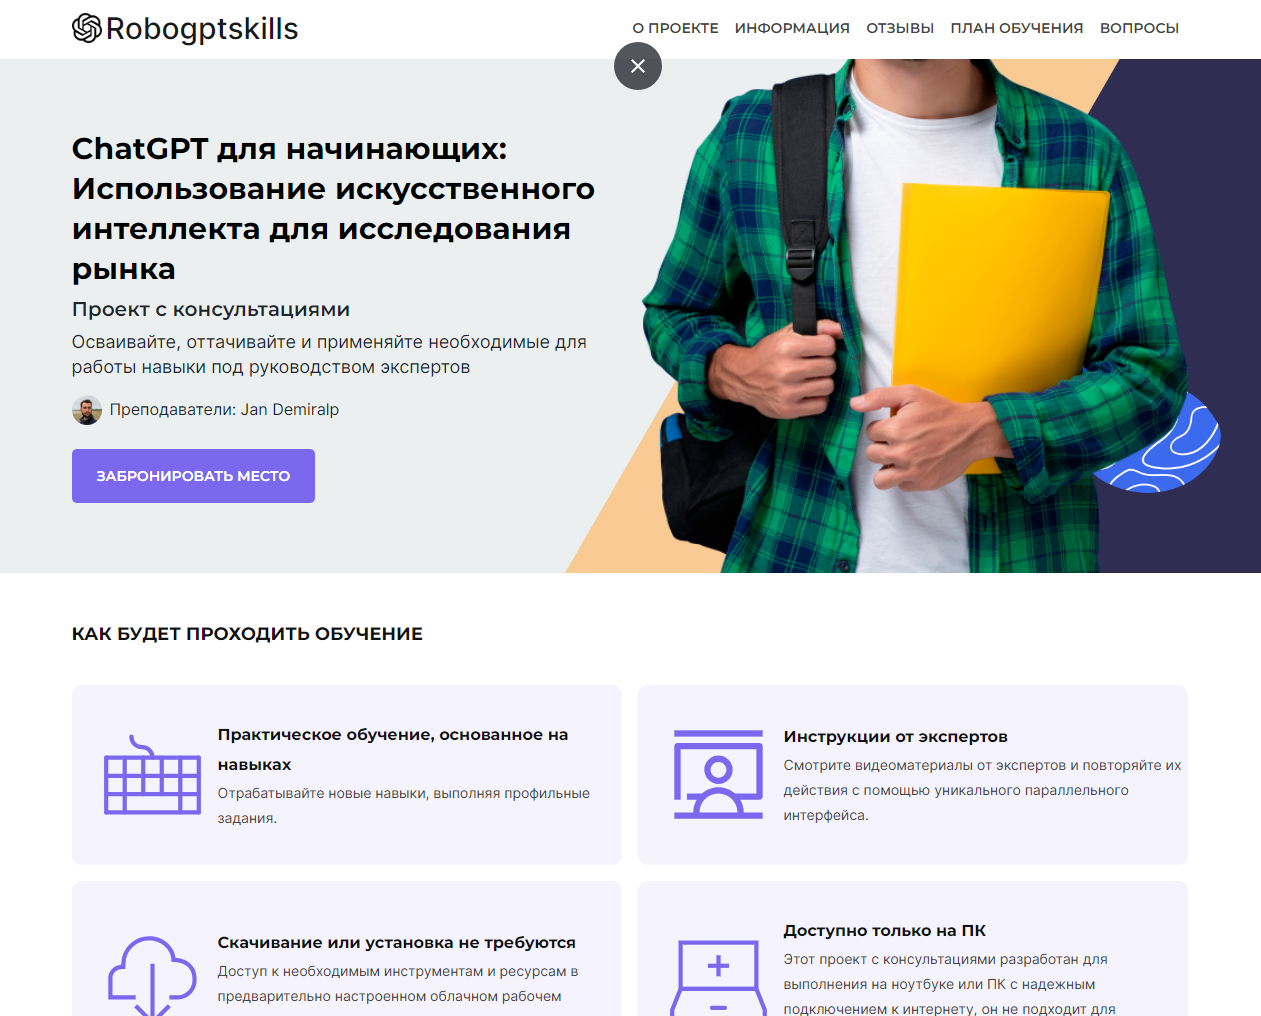 Robogptskills
О ПРОЕКТЕ ИНФОРМАЦИЯ ОТЗЫВЫ ПЛАН ОБУЧЕНИЯ ВОПРОСЫ
ChatGPT для начинающих:
Использование искусственного
интеллекта для исследования
рынка
Проект с консультациями
Осваивайте, оттачивайте и применяйте необходимые для
работы навыки под руководством экспертов
Преподаватели: Jan Demiralp
ЗАБРОНИРОВАТЬ МЕСТО
КАК БУДЕТ ПРОХОДИТЬ ОБУЧЕНИЕ
Практическое обучение, основанное на
навыках
Отрабатывайте новые навыки, выполняя профильные
задания.
Инструкции от экспертов
Смотрите видеоматериалы от экспертов и повторяйте их
действия с помощью уникального параллельного
интерфейса.
Скачивание или установка не требуются
Доступ к необходимым инструментам и ресурсам в
предварительно настроенном облачном рабочем
Доступно только на ПК
Этот проект с консультациями разработан для
выполнения на ноутбуке или ПК с надежным
подключением к интернету, он не подходит для